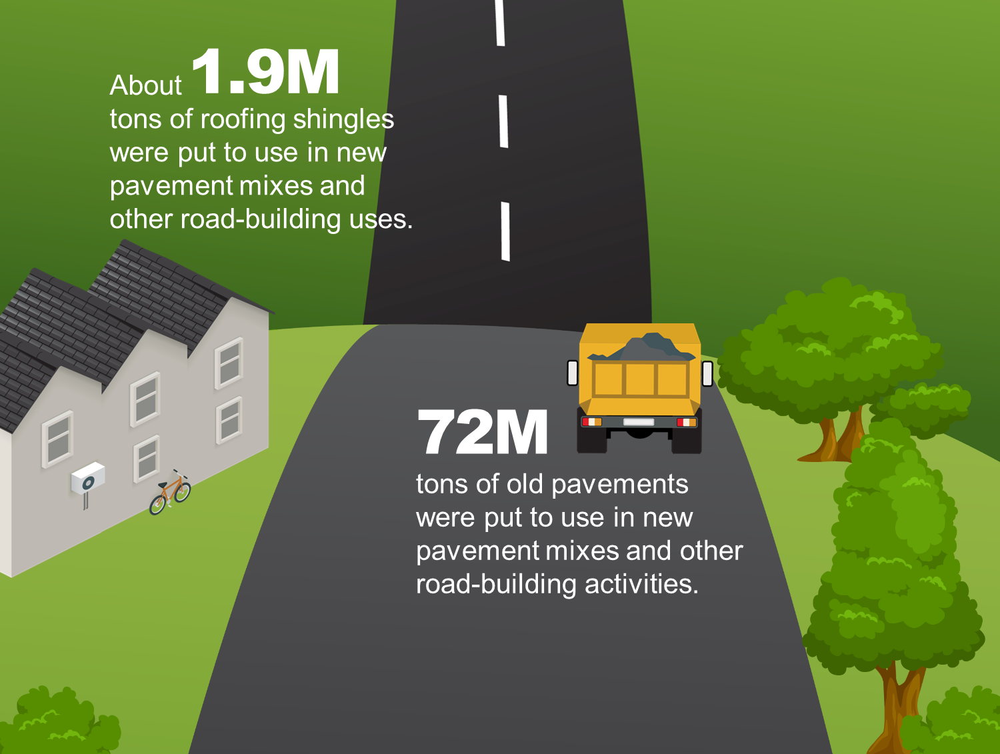 About 1.9M
tons of roofing shingles
were put to use in new
pavement mixes and
other road-building uses.
72M
tons of old pavements
were put to use in new
pavement mixes and other
road-building activities.